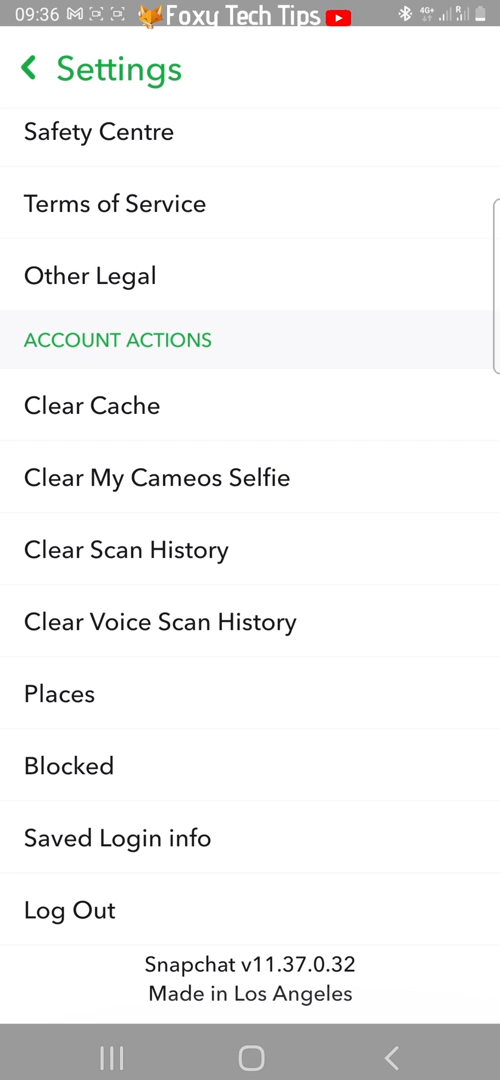 09:36 Foxy Tech Tips 4G+ R
Settings
Safety Centre
Terms of Service
Other Legal
ACCOUNT ACTIONS
Clear Cache
Clear My Cameos Selfie
Clear Scan History
Clear Voice Scan History
Places
Blocked
Saved Login info
Log Out
Snapchat v11.37.0.32
Made in Los Angeles